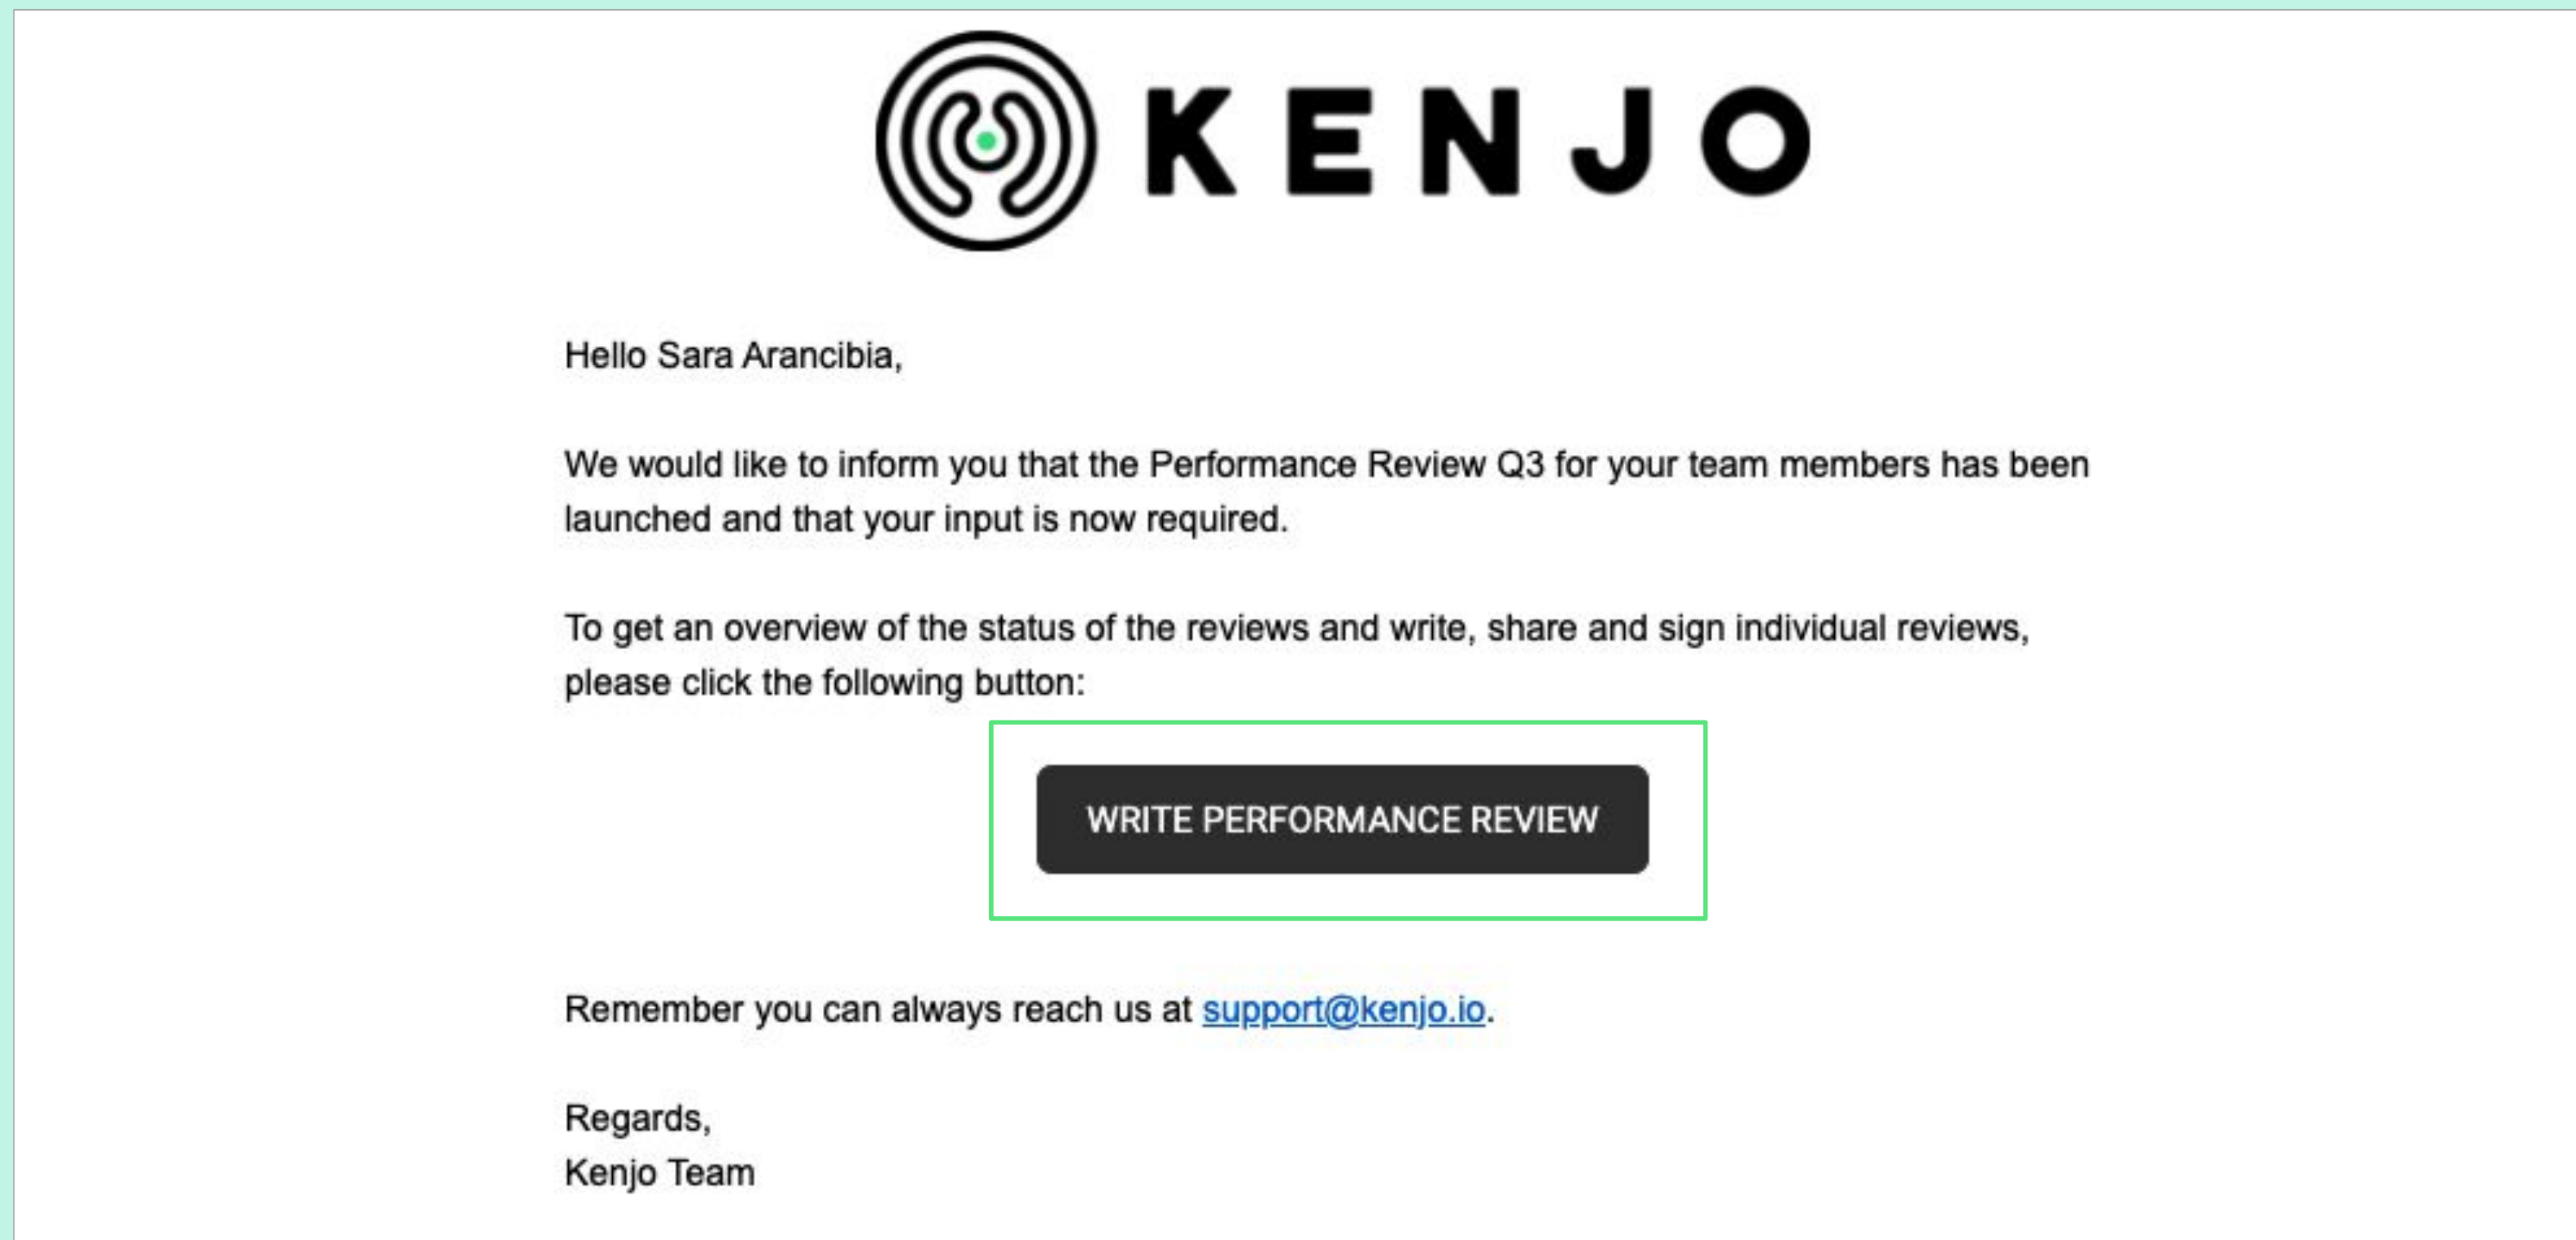 KENJO
Hello Sara Arancibia,
We would like to inform you that the Performance Review Q3 for your team members has been
launched and that your input is now required.
To get an overview of the status of the reviews and write, share and sign individual reviews,
please click the following button:
WRITE PERFORMANCE REVIEW
Remember you can always reach us at support@kenjo.io.
Regards,
Kenjo Team